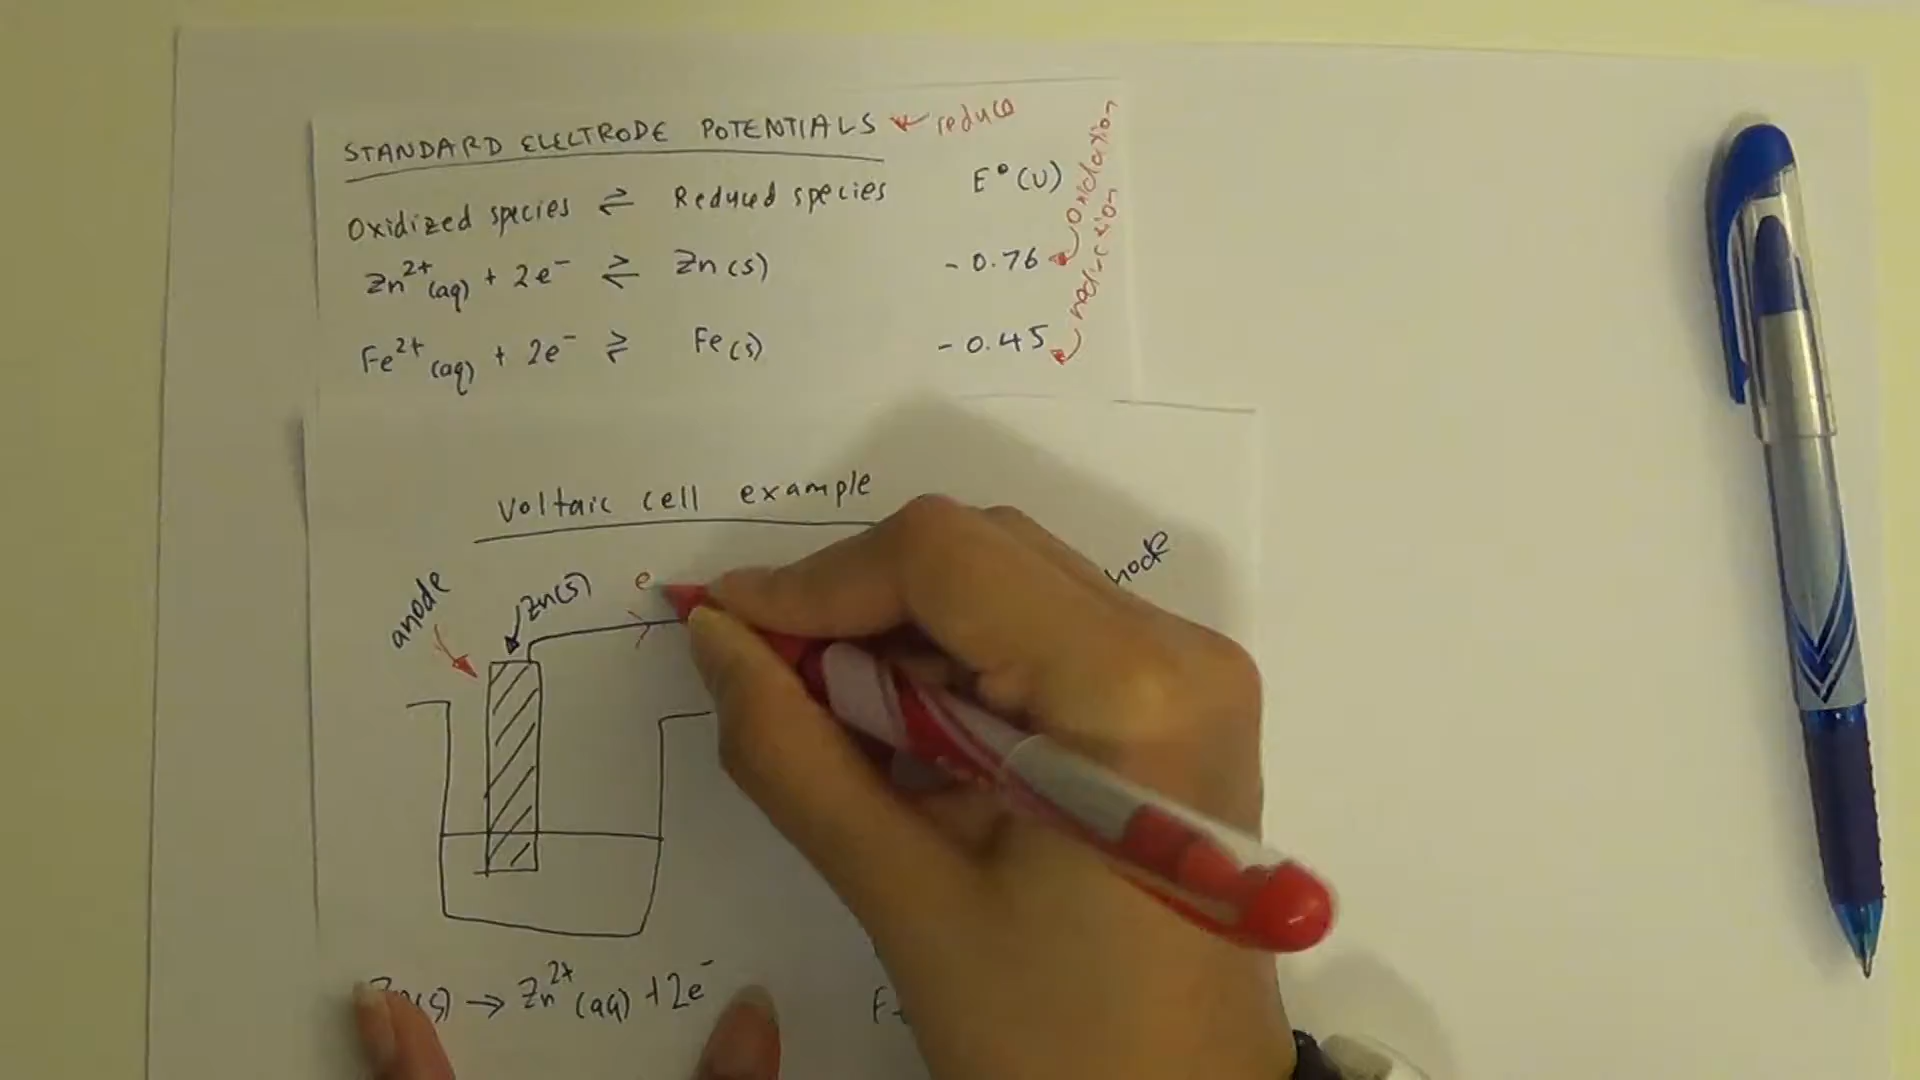 STANDARD ELECTRODE POTENTIALS ← reduce
Oxidized species ⇌ Reduced species E°(V)
Zn²⁺(aq) + 2e⁻ ⇌ Zn(s) -0.76
oxidation
Fe²⁺(aq) + 2e⁻ ⇌ Fe(s) -0.45
reduction
Voltaic cell example
anode
Zn(s)
e
(s) → Zn²⁺(aq) + 2e⁻
F